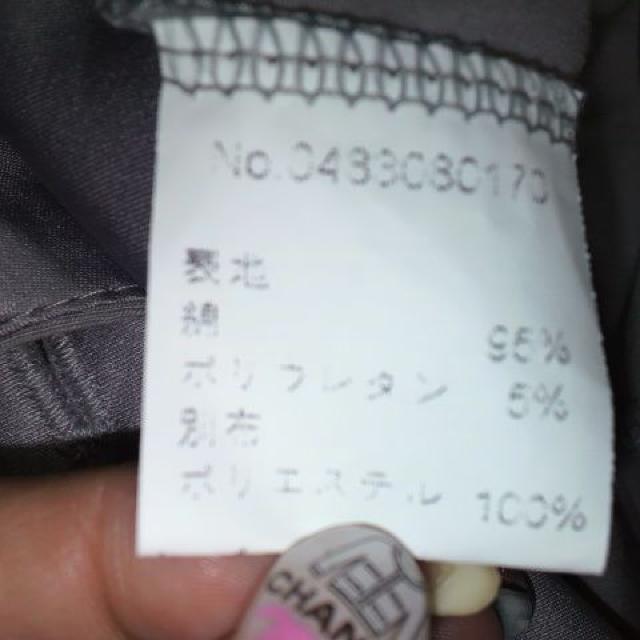 No.0483080170
表地
綿 95%
ポリウレタン 5%
別布
ポリエステル 100%
CHAN